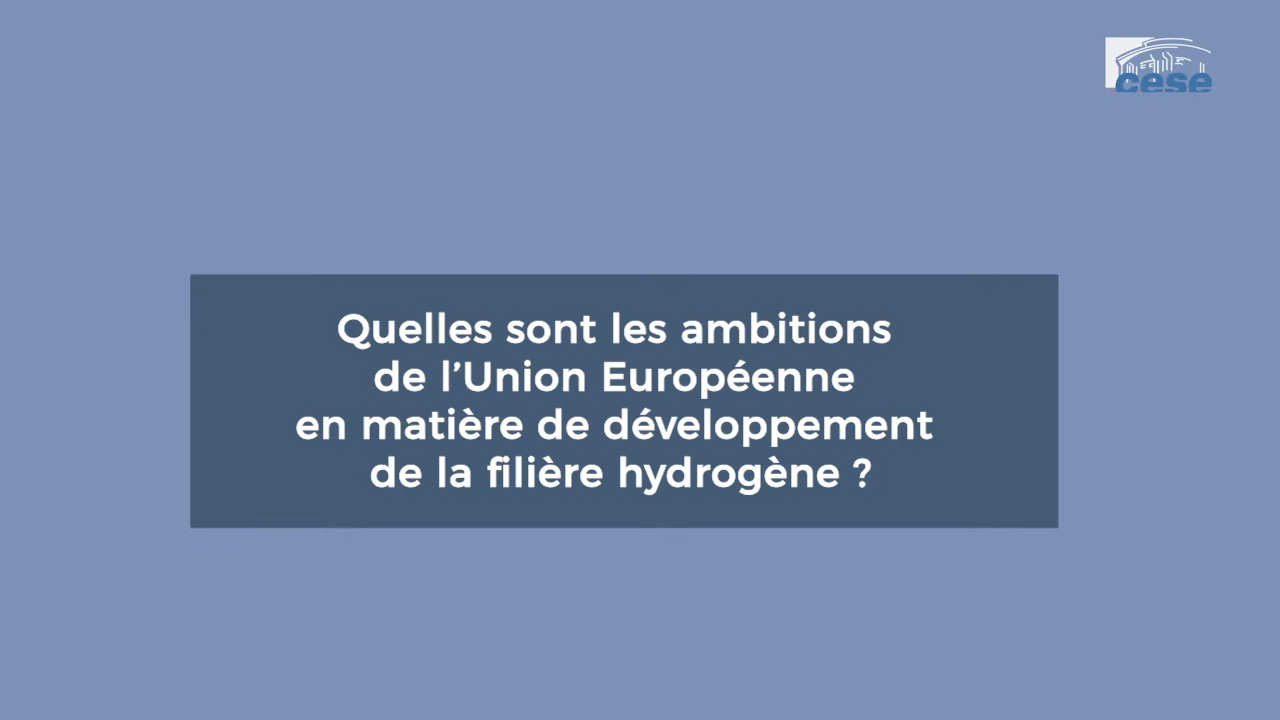 cese
Quelles sont les ambitions
de l’Union Européenne
en matière de développement
de la filière hydrogène ?